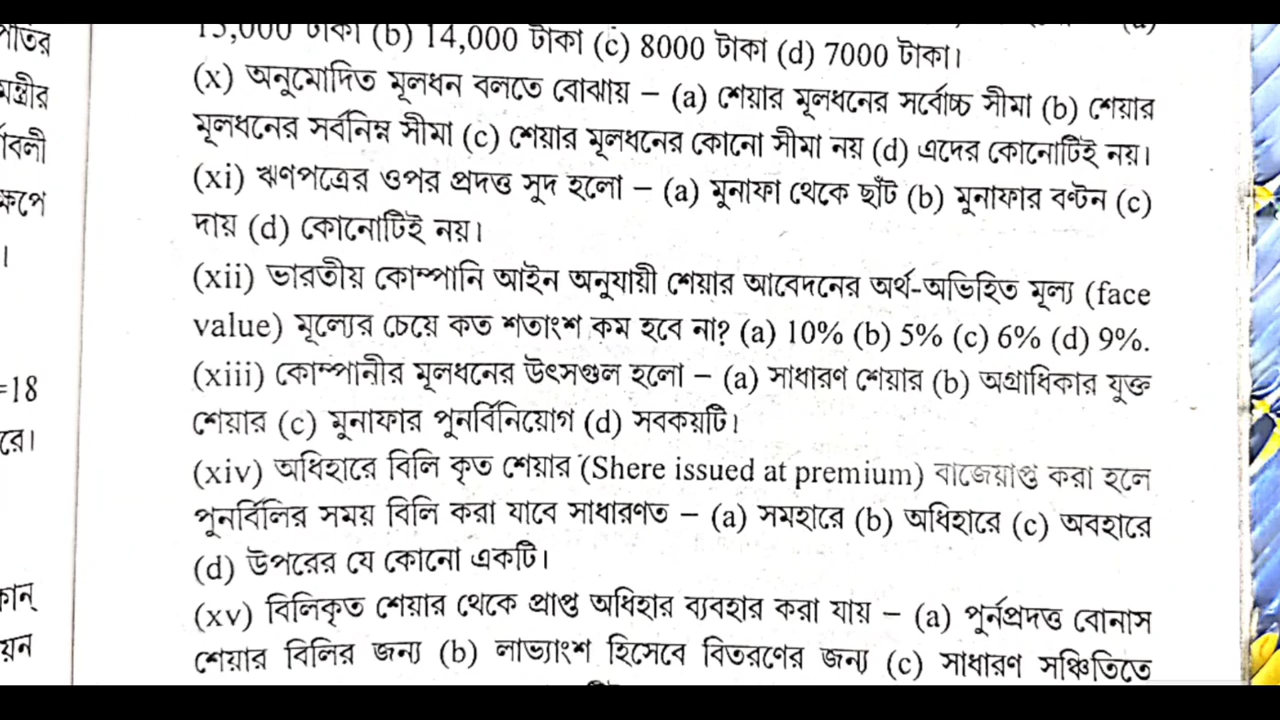 পতির
মন্ত্রীর
র্যাবলী
ক্ষেপে
।
=18
রে।
কান্
য়ন
15,000 টাকা (b) 14,000 টাকা (c) 8000 টাকা (d) 7000 টাকা।
(x) অনুমোদিত মূলধন বলতে বোঝায় – (a) শেয়ার মূলধনের সর্বোচ্চ সীমা (b) শেয়ার
মূলধনের সর্বনিম্ন সীমা (c) শেয়ার মূলধনের কোনো সীমা নয় (d) এদের কোনোটিই নয়।
(xi) ঋণপত্রের ওপর প্রদত্ত সুদ হলো – (a) মুনাফা থেকে ছাঁট (b) মুনাফার বণ্টন (c)
দায় (d) কোনোটিই নয়।
(xii) ভারতীয় কোম্পানি আইন অনুযায়ী শেয়ার আবেদনের অর্থ-অভিহিত মূল্য (face
value) মূল্যের চেয়ে কত শতাংশ কম হবে না? (a) 10% (b) 5% (c) 6% (d) 9%.
(xiii) কোম্পানীর মূলধনের উৎসগুল হলো – (a) সাধারণ শেয়ার (b) অগ্রাধিকার যুক্ত
শেয়ার (c) মুনাফার পুনর্বিনিয়োগ (d) সবকয়টি।
(xiv) অধিহারে বিলি কৃত শেয়ার (Shere issued at premium) বাজেয়াপ্ত করা হলে
পুনর্বিলির সময় বিলি করা যাবে সাধারণত – (a) সমহারে (b) অধিহারে (c) অবহারে
(d) উপরের যে কোনো একটি।
(xv) বিলিকৃত শেয়ার থেকে প্রাপ্ত অধিহার ব্যবহার করা যায় – (a) পুর্নপ্রদত্ত বোনাস
শেয়ার বিলির জন্য (b) লাভ্যাংশ হিসেবে বিতরণের জন্য (c) সাধারণ সঞ্চিতিতে